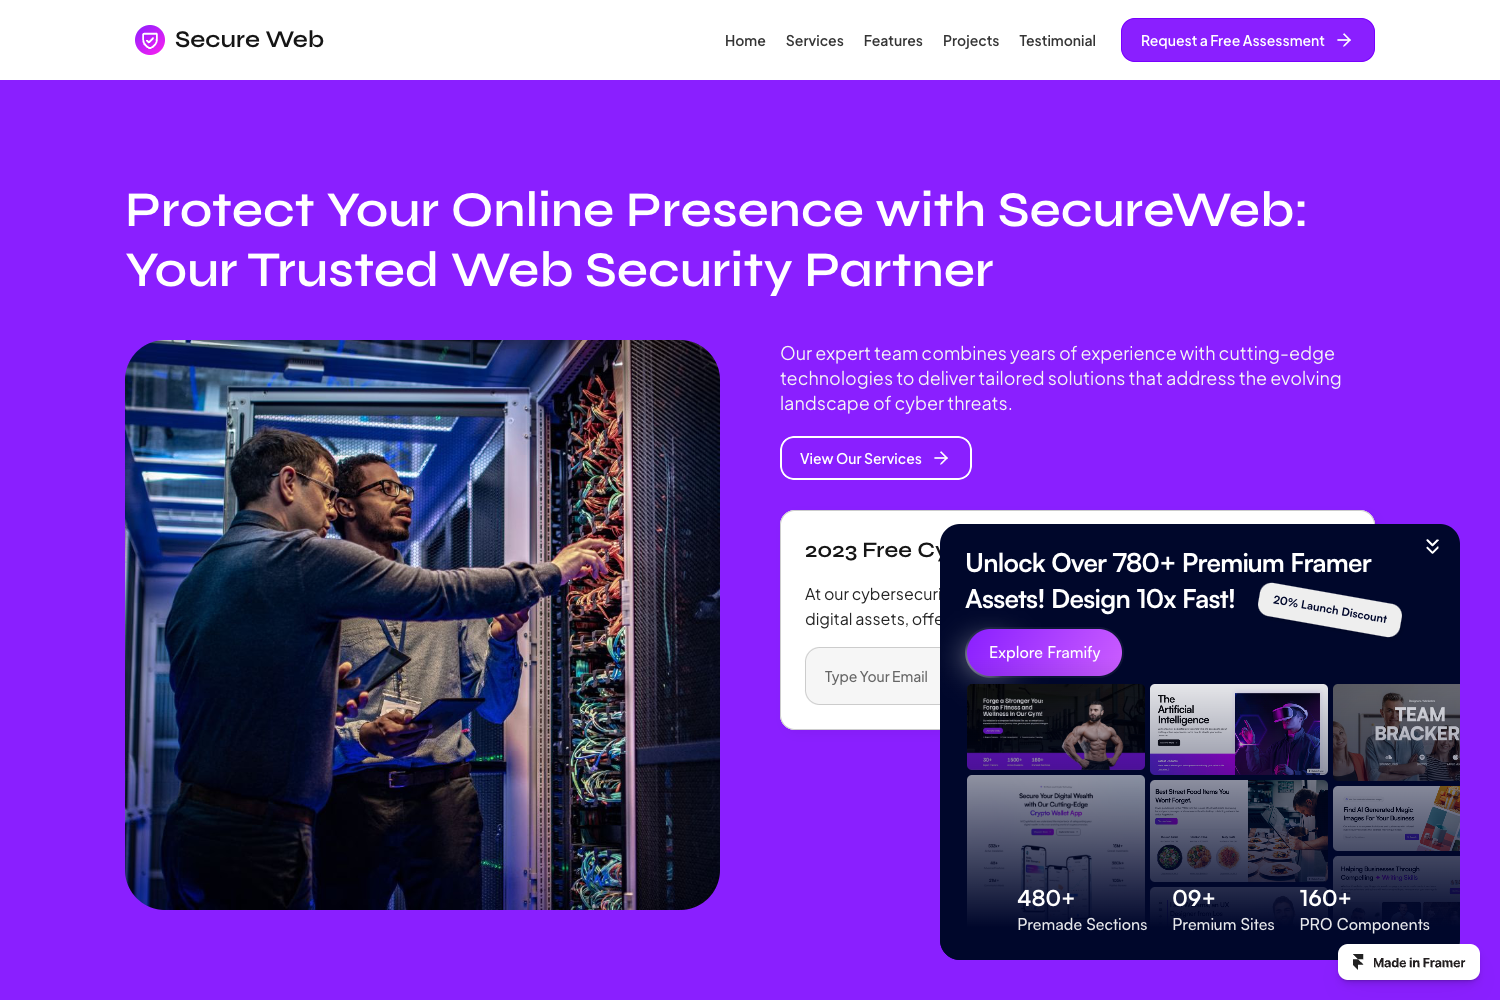 Secure Web
Home
Services
Features
Projects
Testimonial
Request a Free Assessment
Protect Your Online Presence with SecureWeb:
Your Trusted Web Security Partner
Our expert team combines years of experience with cutting-edge
technologies to deliver tailored solutions that address the evolving
landscape of cyber threats.
View Our Services
2023 Free Cy
At our cybersecuri
digital assets, offe
Type Your Email
Unlock Over 780+ Premium Framer
Assets! Design 10x Fast!
20% Launch Discount
Explore Framify
Forge a Stronger You:
Forge Fitness and
Wellness in Our Gym!
The
Artificial
Intelligence
TEAM
BRACKER
Secure Your Digital Wealth
with Our Cutting-Edge
Crypto Wallet App
Best Street Food Items You
Wont Forget.
Find AI Generated Magic
Images For Your Business
Helping Businesses Through
Compelling + Writing Skills
480+
Premade Sections
09+
Premium Sites
160+
PRO Components
Made in Framer